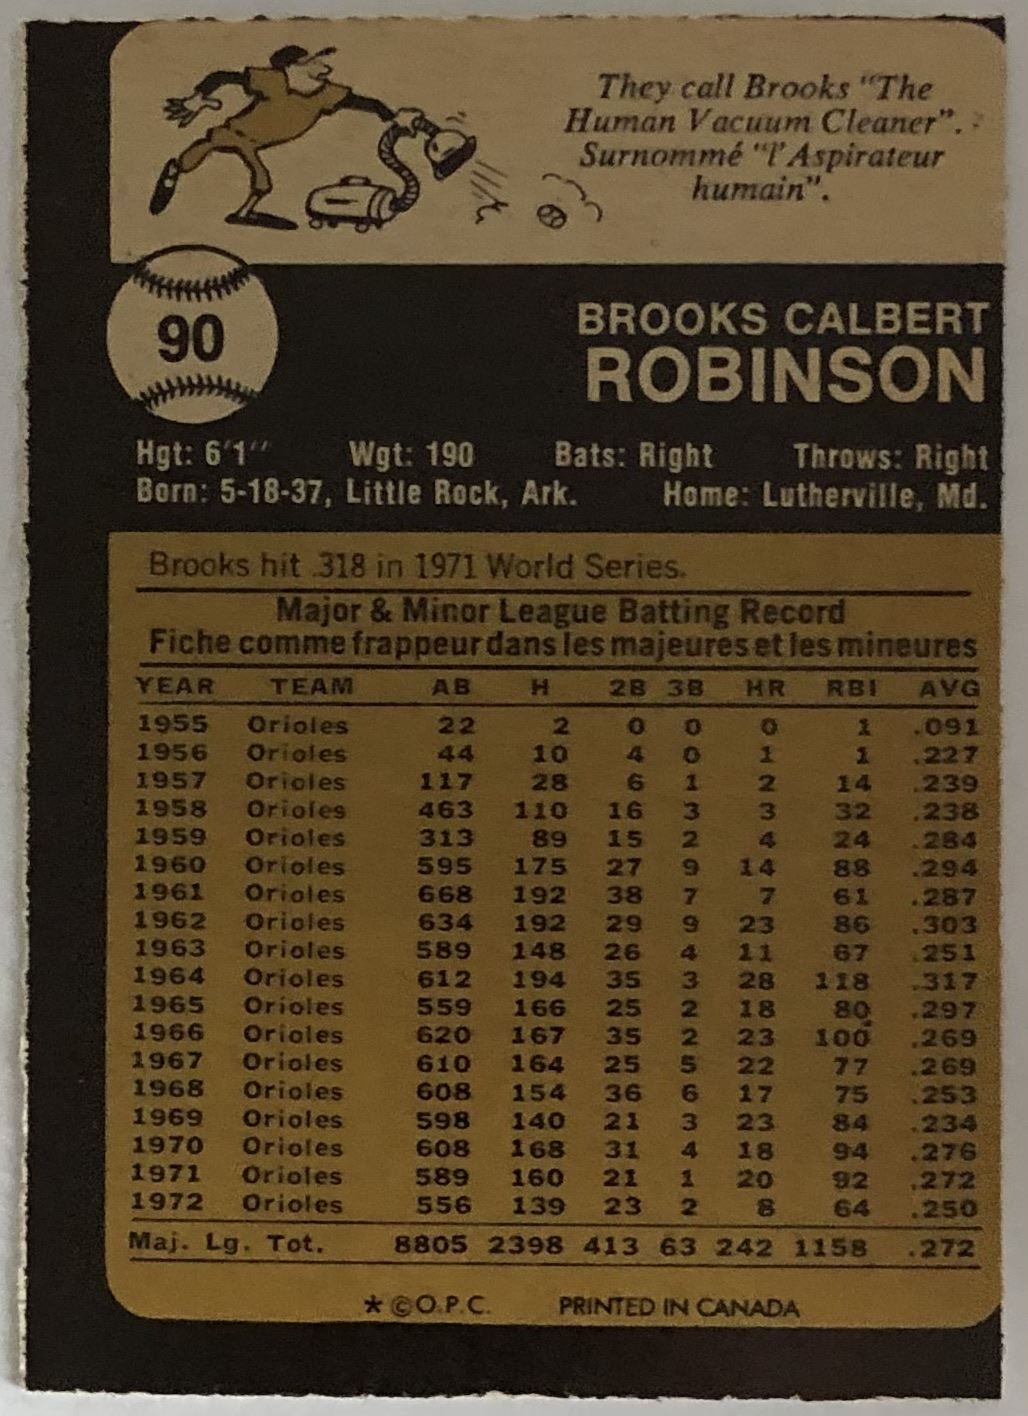 They call Brooks "The
Human Vacuum Cleaner".
Surnommé "l'Aspirateur
humain".
90
BROOKS CALBERT
ROBINSON
Hgt: 6'1" Wgt: 190 Bats: Right Throws: Right
Born: 5-18-37, Little Rock, Ark. Home: Lutherville, Md.
Brooks hit .318 in 1971 World Series.
Major & Minor League Batting Record
Fiche comme frappeur dans les majeures et les mineures
YEAR TEAM AB H 2B 3B HR RBI AVG
1955 Orioles 22 2 0 0 0 1 .091
1956 Orioles 44 10 4 0 1 1 .227
1957 Orioles 117 28 6 1 2 14 .239
1958 Orioles 463 110 16 3 3 32 .238
1959 Orioles 313 89 15 2 4 24 .284
1960 Orioles 595 175 27 9 14 88 .294
1961 Orioles 668 192 38 7 7 61 .287
1962 Orioles 634 192 29 9 23 86 .303
1963 Orioles 589 148 26 4 11 67 .251
1964 Orioles 612 194 35 3 28 118 .317
1965 Orioles 559 166 25 2 18 80 .297
1966 Orioles 620 167 35 2 23 100 .269
1967 Orioles 610 164 25 5 22 77 .269
1968 Orioles 608 154 36 6 17 75 .253
1969 Orioles 598 140 21 3 23 84 .234
1970 Orioles 608 168 31 4 18 94 .276
1971 Orioles 589 160 21 1 20 92 .272
1972 Orioles 556 139 23 2 8 64 .250
Maj. Lg. Tot. 8805 2398 413 63 242 1158 .272
* ©O.P.C. PRINTED IN CANADA